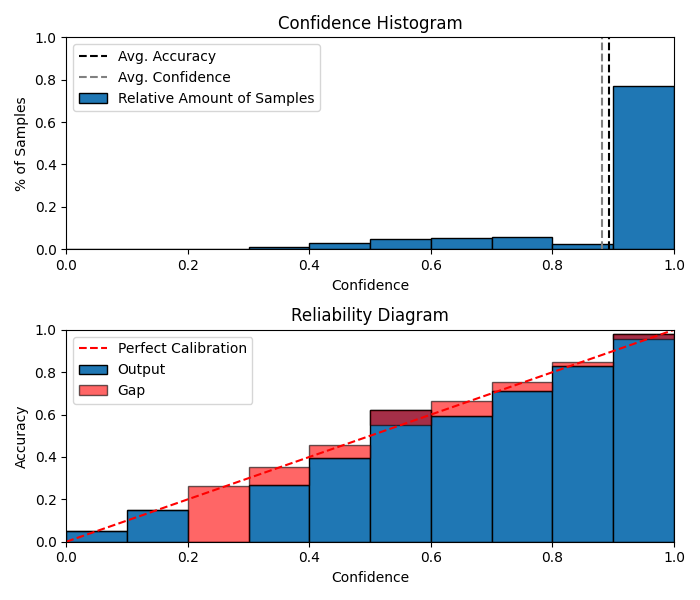 Confidence Histogram
1.0
0.8
0.6
0.4
0.2
0.0
% of Samples
Avg. Accuracy
Avg. Confidence
Relative Amount of Samples
0.0 0.2 0.4 0.6 0.8 1.0
Confidence
Reliability Diagram
1.0
0.8
0.6
0.4
0.2
0.0
Accuracy
Perfect Calibration
Output
Gap
0.0 0.2 0.4 0.6 0.8 1.0
Confidence